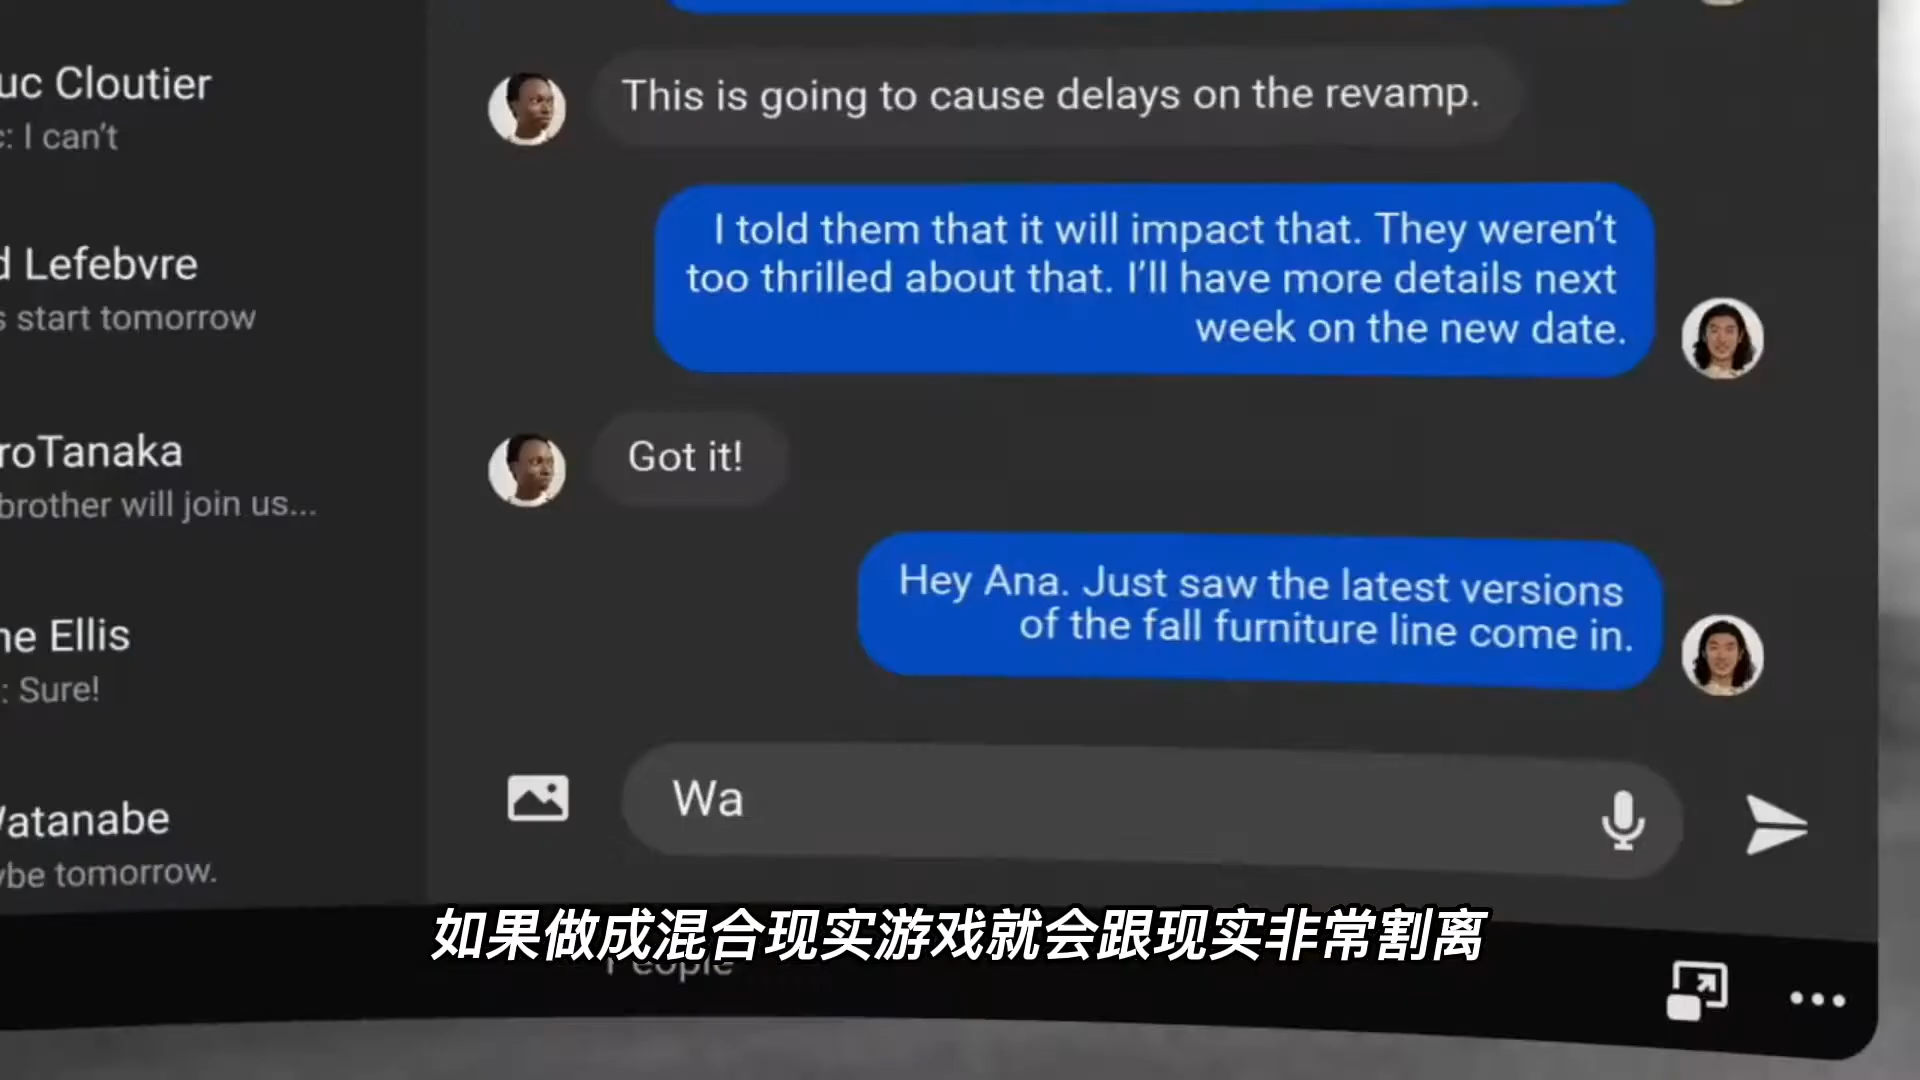 uc Cloutier
c: I can't
d Lefebvre
s start tomorrow
roTanaka
brother will join us...
ne Ellis
: Sure!
Watanabe
ybe tomorrow.
This is going to cause delays on the revamp.
I told them that it will impact that. They weren't
too thrilled about that. I'll have more details next
week on the new date.
Got it!
Hey Ana. Just saw the latest versions
of the fall furniture line come in.
Wa
如果做成混合现实游戏就会跟现实非常割离
People